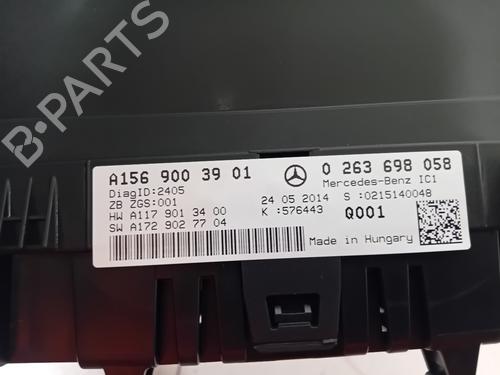 A156 900 39 01
0 263 698 058
DiagID:2405
Mercedes-Benz IC1
ZB ZGS:001
24 05 2014
S :0215140048
HW A117 901 34 00
K :576443
Q001
SW A172 902 77 04
Made in Hungary
B-PARTS